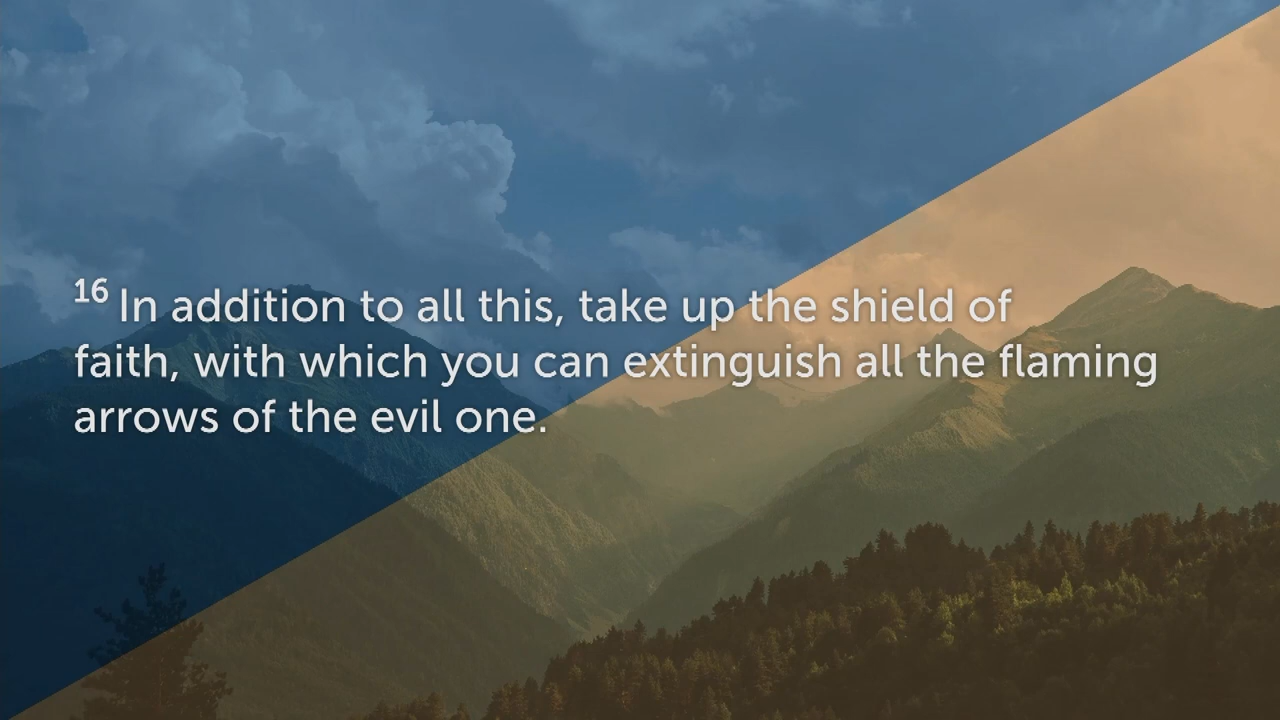 16 In addition to all this, take up the shield of
faith, with which you can extinguish all the flaming
arrows of the evil one.